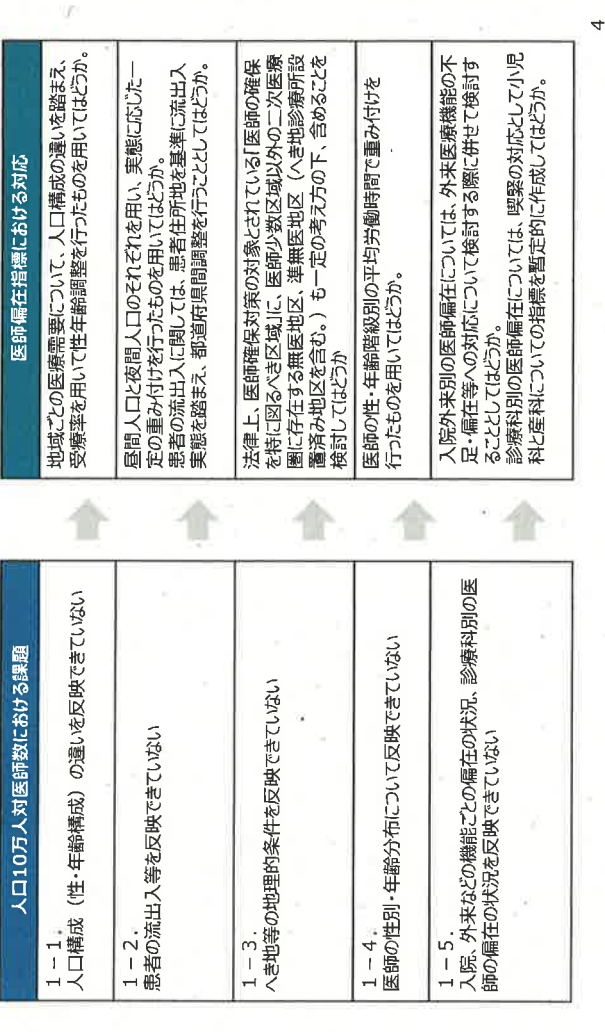 人口10万人対医師数における課題
医師偏在指標における対応
1－1．
人口構成（性・年齢構成）の違いを反映できていない
地域ごとの医療需要について、人口構成の違いを踏まえ、
受療率を用いて性年齢調整を行ったものを用いてはどうか。
1－2．
患者の流出入等を反映できていない
昼間人口と夜間人口のそれぞれを用い、実態に応じた一
定の重み付けを行ったものを用いてはどうか。
患者の流出入に関しては、患者住所地を基準に流出入
実態を踏まえ、都道府県間調整を行うこととしてはどうか。
1－3．
へき地等の地理的条件を反映できていない
法律上、医師確保対策の対象とされている「医師の確保
を特に図るべき区域」に、医師少数区域以外の二次医療
圏に存在する無医地区、準無医地区（へき地診療所設
置済み地区を含む。）も一定の考え方の下、含めることを
検討してはどうか
1－4．
医師の性別・年齢分布について反映できていない
医師の性・年齢階級別の平均労働時間で重み付けを
行ったものを用いてはどうか。
1－5．
入院、外来などの機能ごとの偏在の状況、診療科別の医
師の偏在の状況を反映できていない
入院外来別の医師偏在については、外来医療機能の不
足・偏在等への対応について検討する際に併せて検討す
ることとしてはどうか。
診療科別の医師偏在については、喫緊の対応として小児
科と産科についての指標を暫定的に作成してはどうか。
4